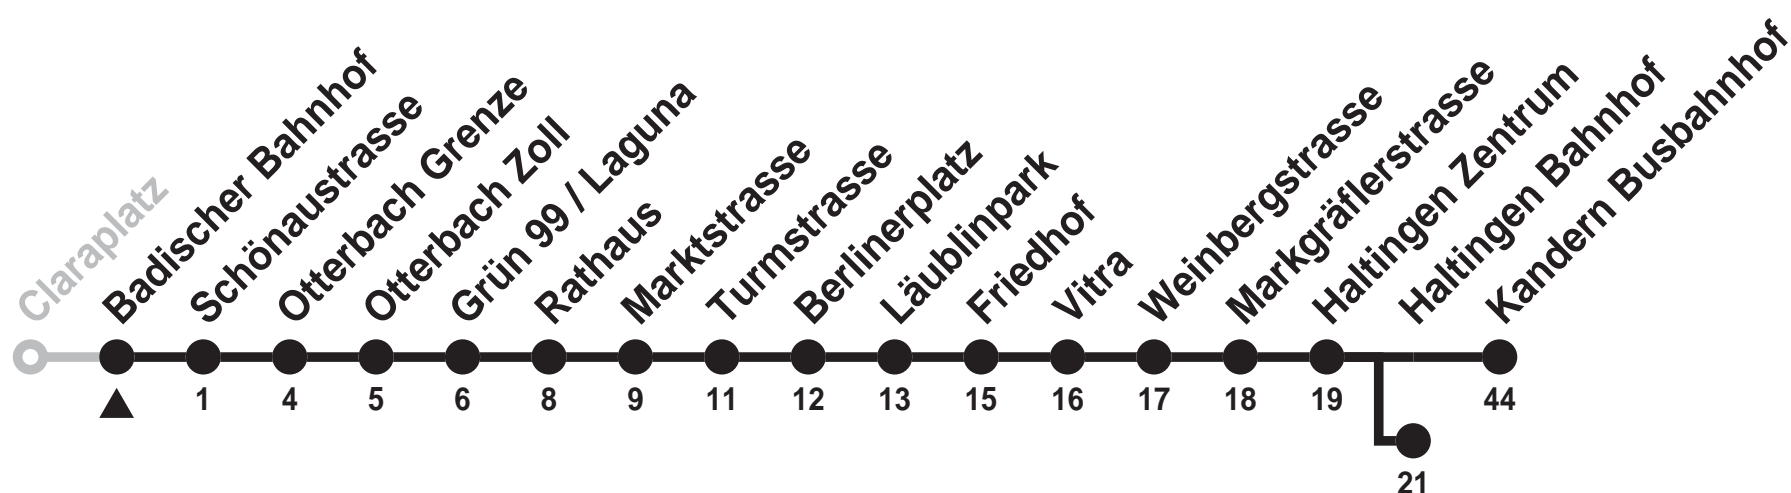 Claraplatz
Badischer Bahnhof
Schönaustrasse
Otterbach Grenze
Otterbach Zoll
Grün 99 / Laguna
Rathaus
Marktstrasse
Turmstrasse
Berlinerplatz
Läublinpark
Friedhof
Vitra
Weinbergstrasse
Markgräflerstrasse
Haltingen Zentrum
Haltingen Bahnhof
Kandern Busbahnhof
1 4 5 6 8 9 11 12 13 15 16 17 18 19 44
21